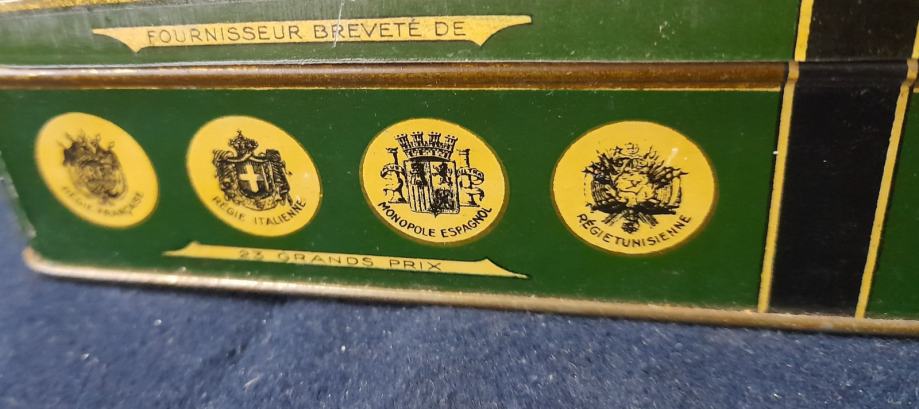 FOURNISSEUR BREVETÉ DE
RÉGIE FRANÇAISE
RÉGIE ITALIENNE
MONOPOLE ESPAGNOL
RÉGIE TUNISIENNE
23 GRANDS PRIX